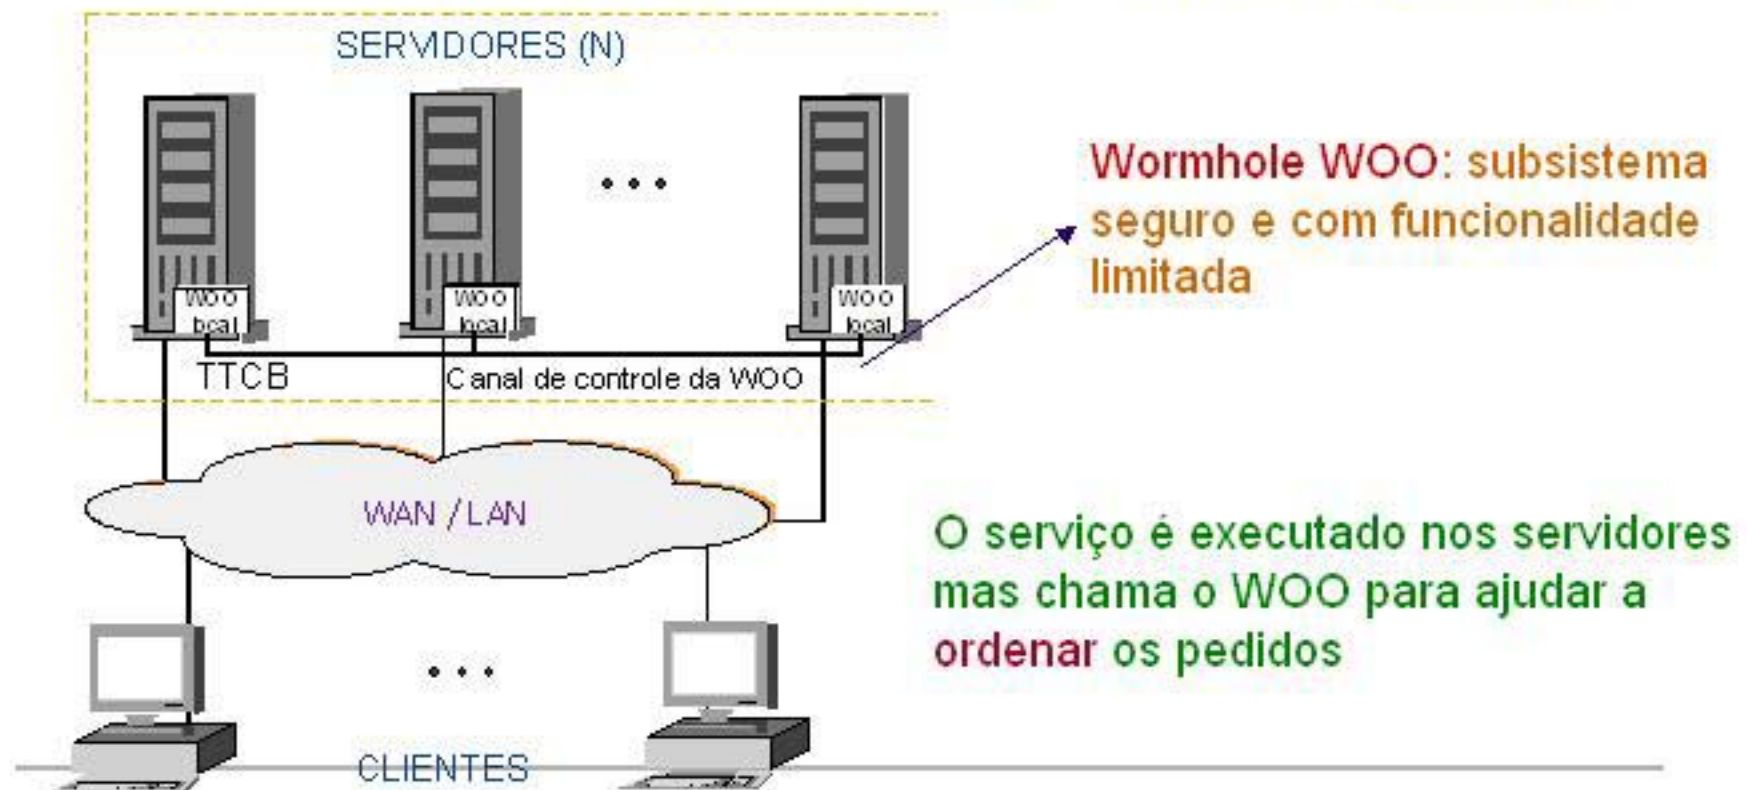 SERVIDORES (N)
WOO
local
WOO
local
WOO
local
TTCB
Canal de controle da WOO
Wormhole WOO: subsistema
seguro e com funcionalidade
limitada
WAN / LAN
O serviço é executado nos servidores
mas chama o WOO para ajudar a
ordenar os pedidos
CLIENTES